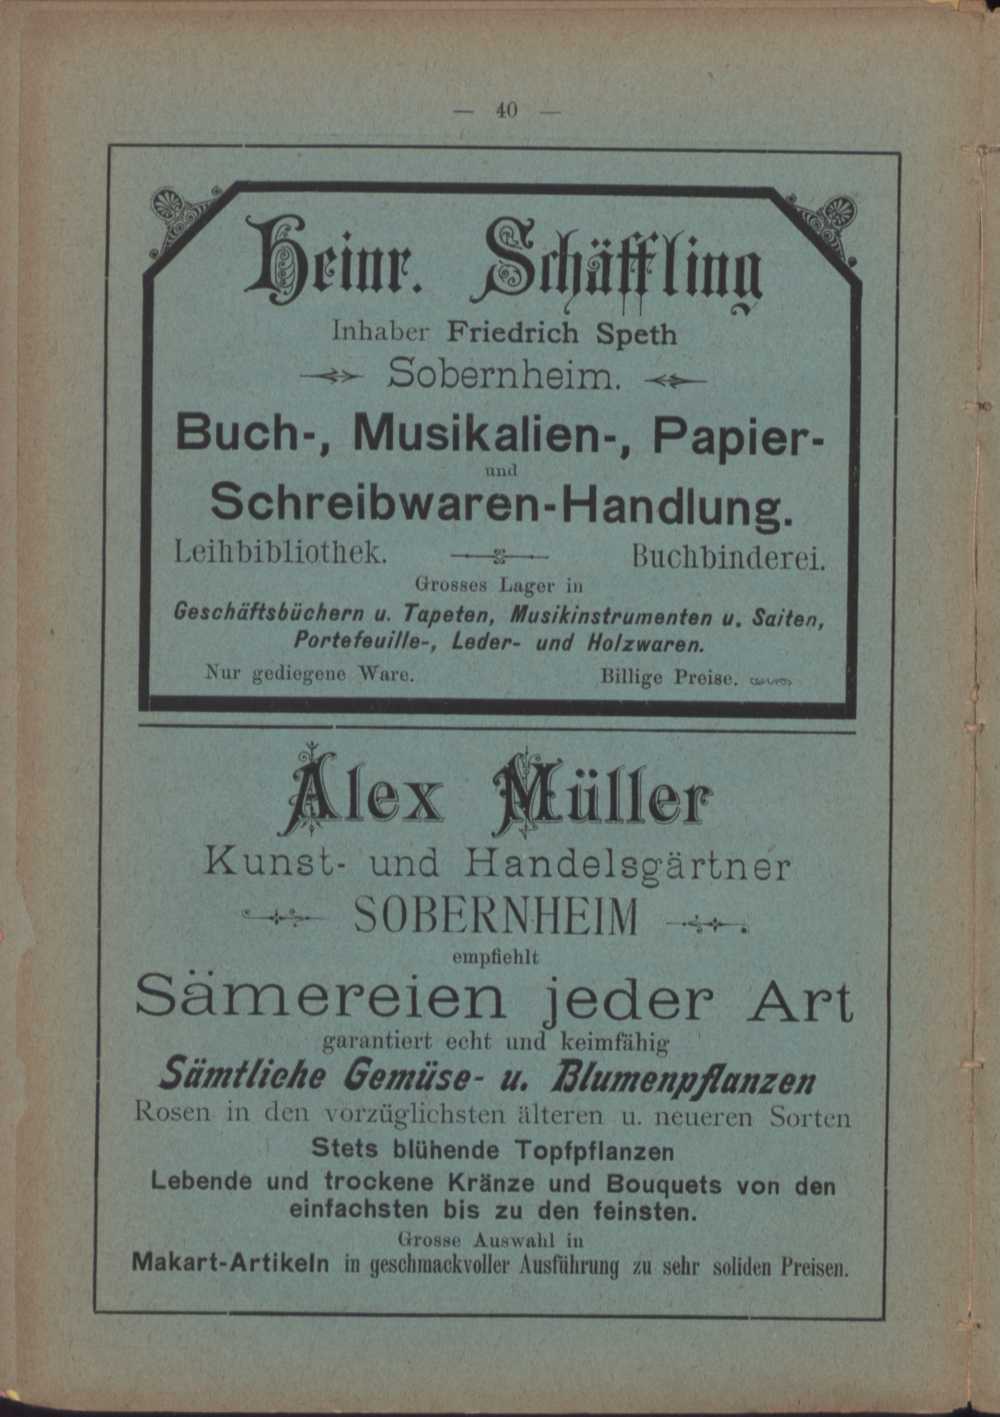 — 40 —
Heinr. Schäffling
Inhaber Friedrich Speth
Sobernheim.
Buch-, Musikalien-, Papier-
und
Schreibwaren-Handlung.
Leihbibliothek. Buchbinderei.
Grosses Lager in
Geschäftsbüchern u. Tapeten, Musikinstrumenten u. Saiten,
Portefeuille-, Leder- und Holzwaren.
Nur gediegene Ware. Billige Preise.
Alex Müller
Kunst- und Handelsgärtner
SOBERNHEIM
empfiehlt
Sämereien jeder Art
garantiert echt und keimfähig
Sämtliche Gemüse- u. Blumenpflanzen
Rosen in den vorzüglichsten älteren u. neueren Sorten
Stets blühende Topfpflanzen
Lebende und trockene Kränze und Bouquets von den
einfachsten bis zu den feinsten.
Grosse Auswahl in
Makart-Artikeln in geschmackvoller Ausführung zu sehr soliden Preisen.